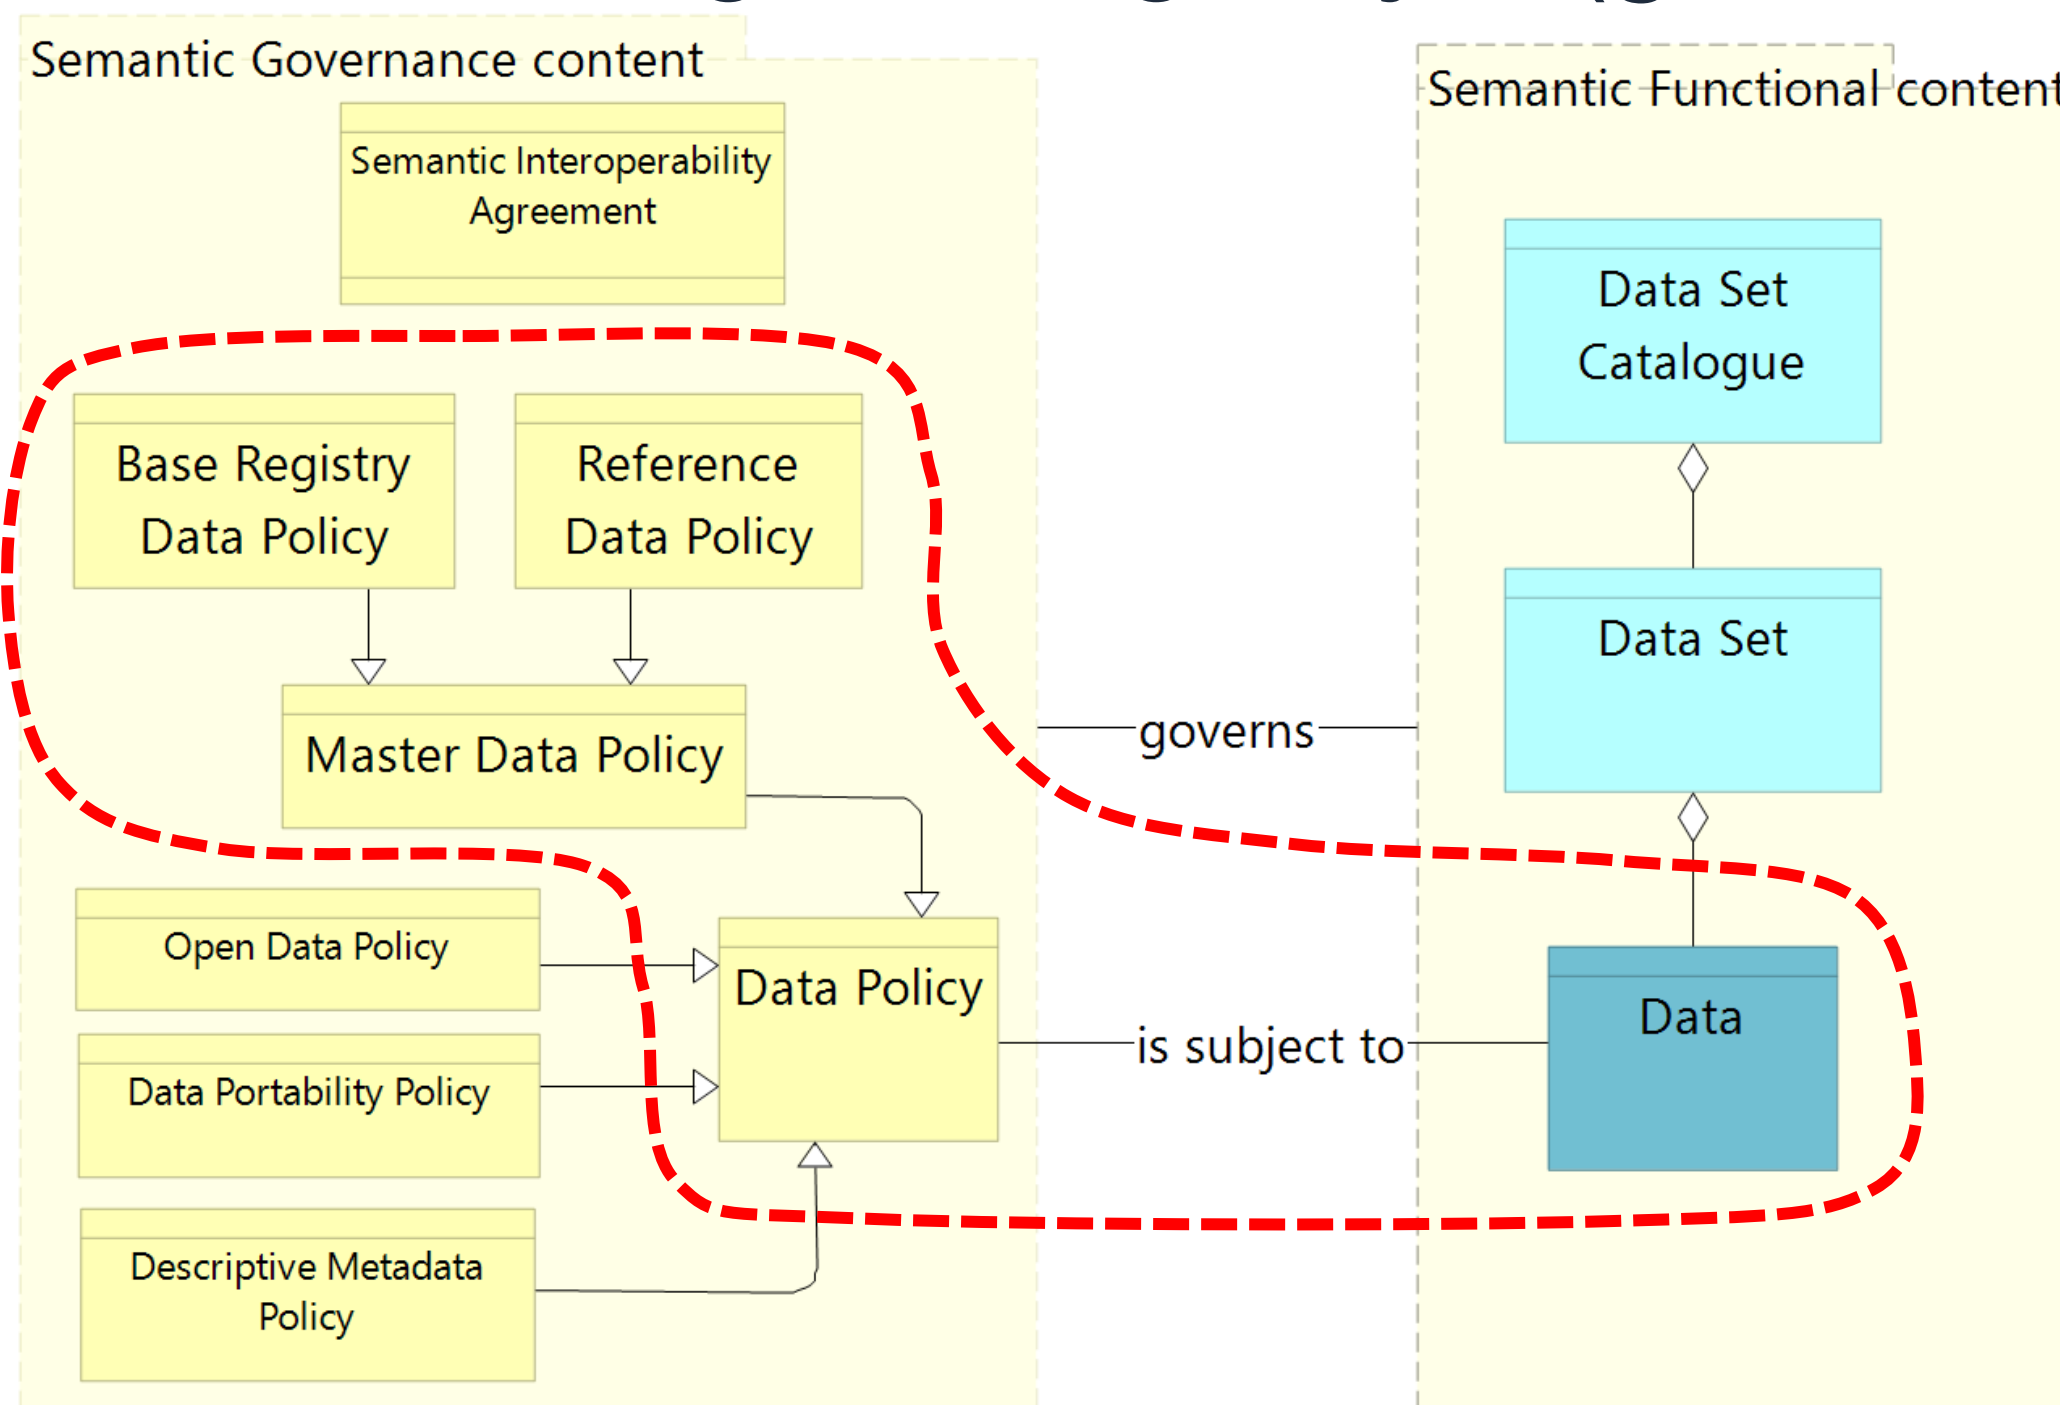 Semantic Governance content
Semantic Functional content
Semantic Interoperability
Agreement
Data Set
Catalogue
Base Registry
Data Policy
Reference
Data Policy
Data Set
Master Data Policy
governs
Open Data Policy
Data Policy
Data
is subject to
Data Portability Policy
Descriptive Metadata
Policy